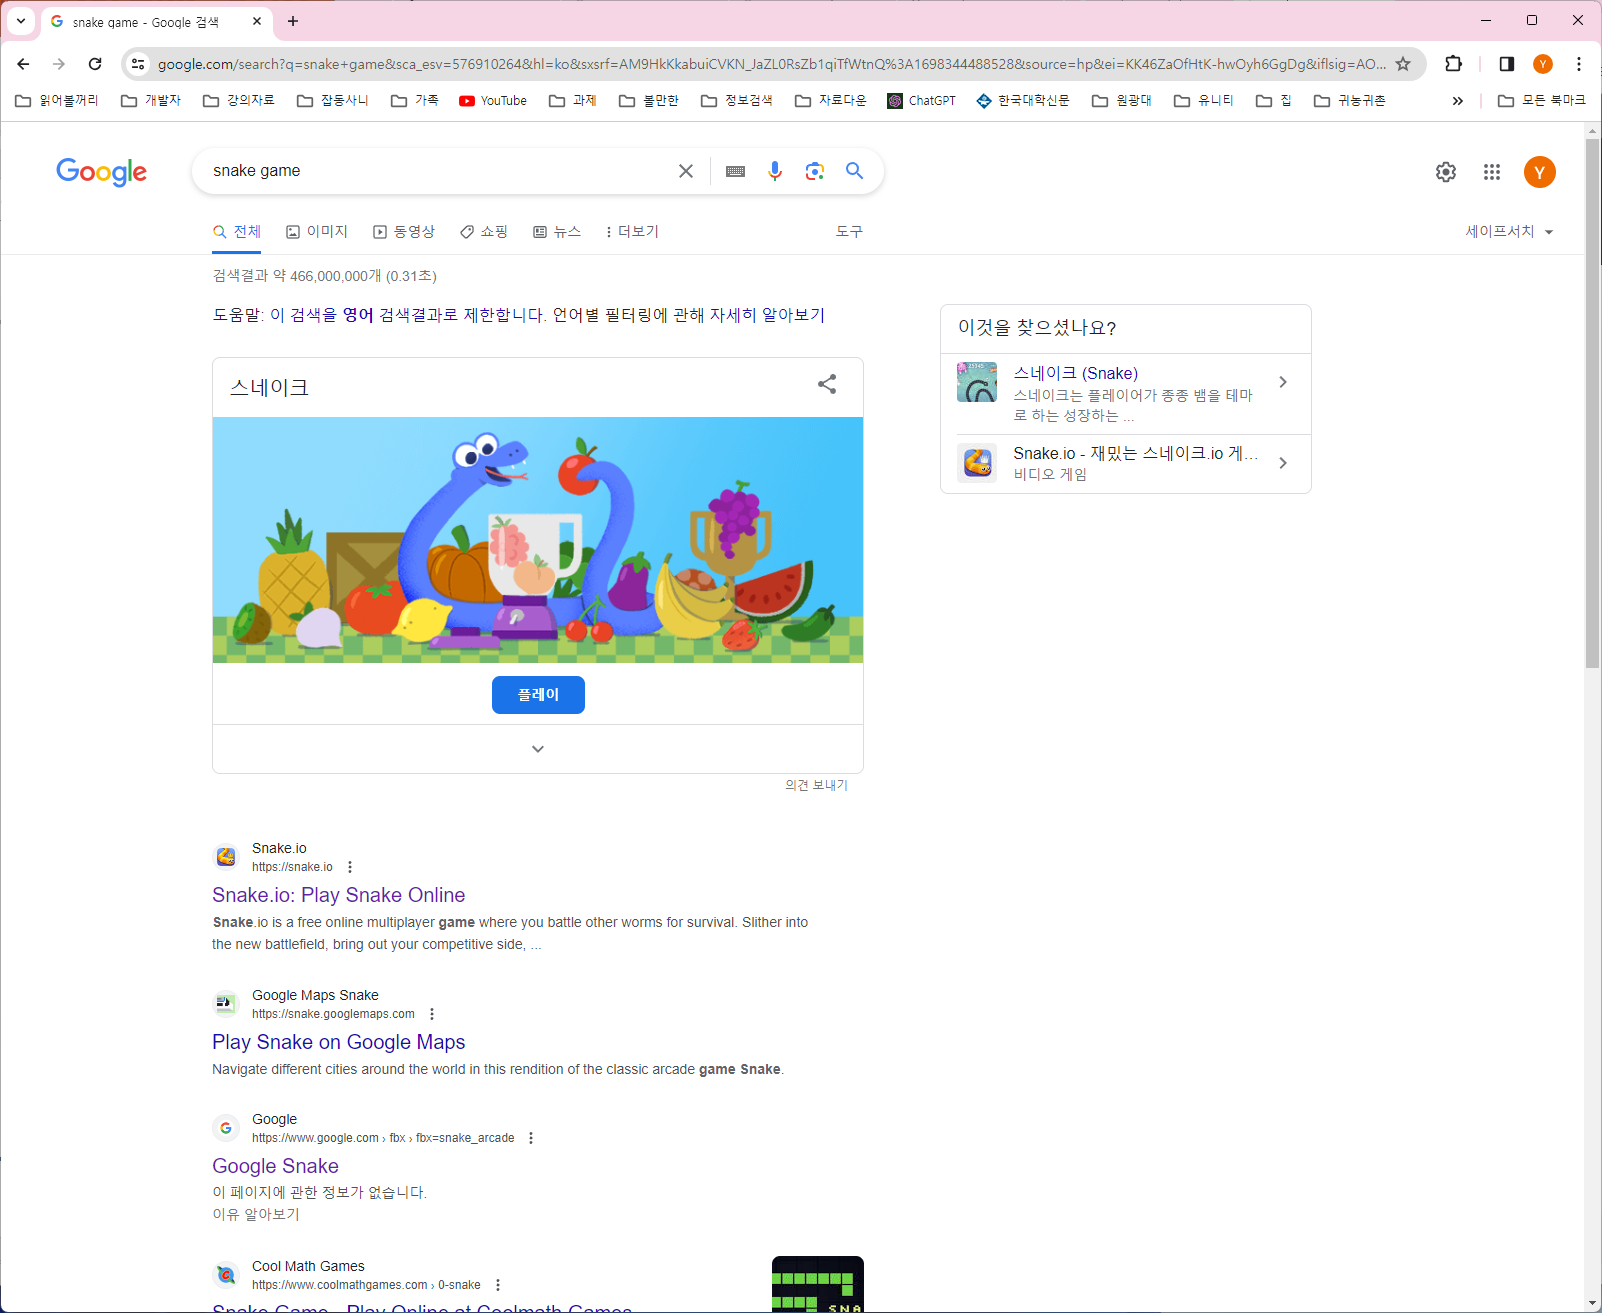 snake game - Google 검색
google.com/search?q=snake+game&sca_esv=576910264&hl=ko&sxsrf=AM9HkKkabuiCVKN_JaZL0RsZb1qiTfWtnQ%3A1698344488528&source=hp&ei=KK46ZaOfHtK-hwOyh6GgDg&iflsig=AO...
Y
읽어볼꺼리 개발자 강의자료 잡동사니 가족 YouTube 과제 볼만한 정보검색 자료다운 ChatGPT 한국대학신문 원광대 유니티 집 귀농귀촌 » 모든 북마크
Google snake game Y
전체 이미지 동영상 쇼핑 뉴스 더보기 도구 세이프서치
검색결과 약 466,000,000개 (0.31초)
도움말: 이 검색을 영어 검색결과로 제한합니다. 언어별 필터링에 관해 자세히 알아보기
스네이크
플레이
의견 보내기
이것을 찾으셨나요?
스네이크 (Snake)
스네이크는 플레이어가 종종 뱀을 테마
로 하는 성장하는 ...
Snake.io - 재밌는 스네이크.io 게...
비디오 게임
Snake.io
https://snake.io
Snake.io: Play Snake Online
Snake.io is a free online multiplayer game where you battle other worms for survival. Slither into
the new battlefield, bring out your competitive side, ...
Google Maps Snake
https://snake.googlemaps.com
Play Snake on Google Maps
Navigate different cities around the world in this rendition of the classic arcade game Snake.
Google
https://www.google.com › fbx › fbx=snake_arcade
Google Snake
이 페이지에 관한 정보가 없습니다.
이유 알아보기
Cool Math Games
https://www.coolmathgames.com › 0-snake
Snake Game - Play Online at Coolmath Games
SNA